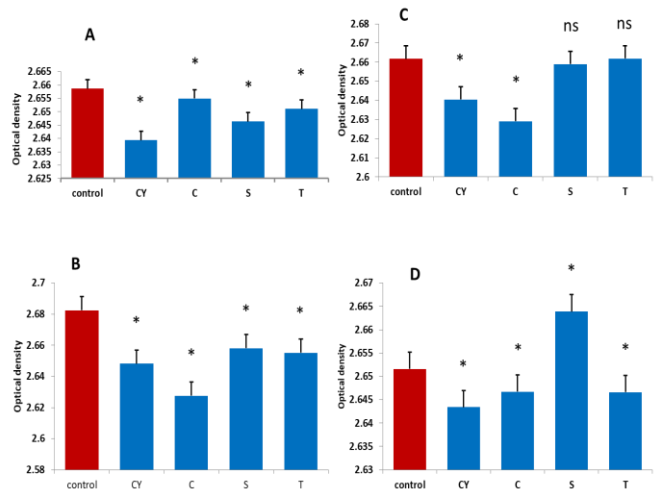 A
Optical density
2.665
2.66
2.655
2.65
2.645
2.64
2.635
2.63
2.625
* * * *
control CY C S T
C
Optical density
2.67
2.66
2.65
2.64
2.63
2.62
2.61
2.6
* * ns ns
control CY C S T
B
Optical density
2.7
2.68
2.66
2.64
2.62
2.6
2.58
* * * *
control CY C S T
D
Optical density
2.67
2.665
2.66
2.655
2.65
2.645
2.64
2.635
2.63
* * * *
control CY C S T